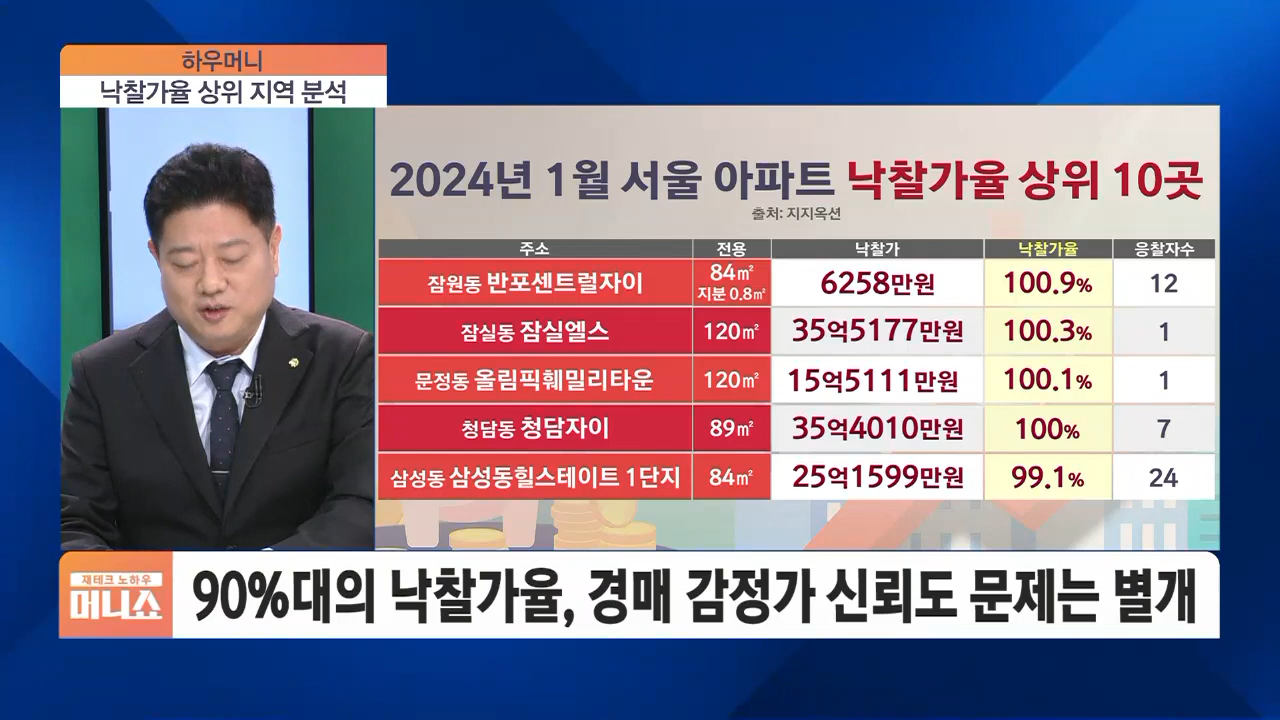 하우머니
낙찰가율 상위 지역 분석
2024년 1월 서울 아파트 낙찰가율 상위 10곳
출처: 지지옥션
주소 전용 낙찰가 낙찰가율 응찰자수
잠원동 반포센트럴자이 84㎡ 지분 0.8㎡ 6258만원 100.9% 12
잠실동 잠실엘스 120㎡ 35억5177만원 100.3% 1
문정동 올림픽훼밀리타운 120㎡ 15억5111만원 100.1% 1
청담동 청담자이 89㎡ 35억4010만원 100% 7
삼성동 삼성동힐스테이트 1단지 84㎡ 25억1599만원 99.1% 24
재테크 노하우
머니쇼
90%대의 낙찰가율, 경매 감정가 신뢰도 문제는 별개